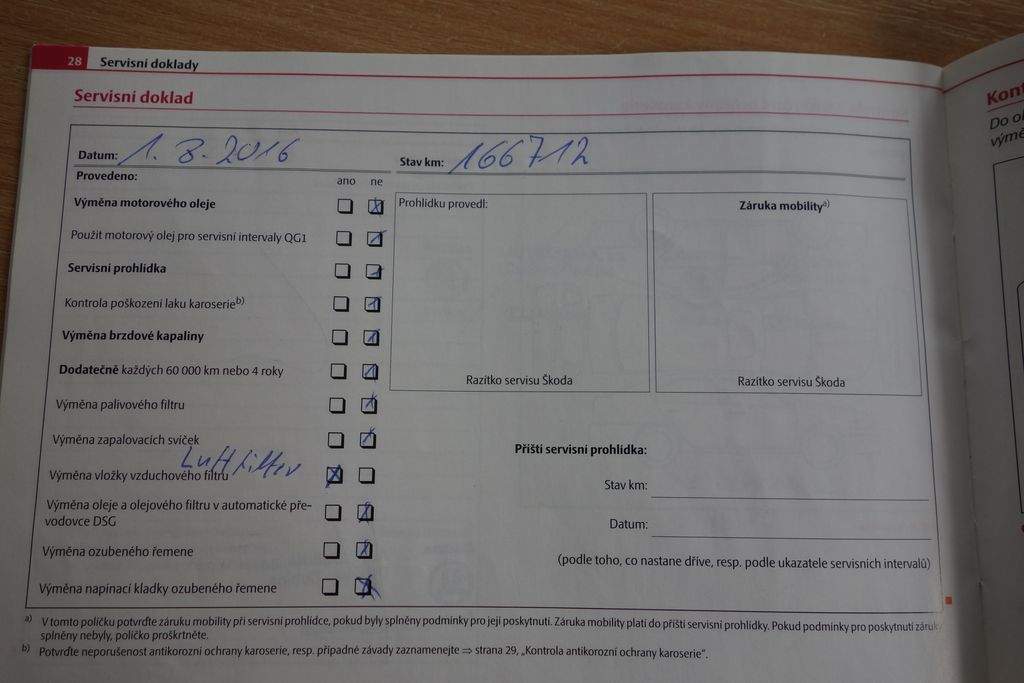 28 Servisní doklady
Servisní doklad
Datum: 1. 8. 2016
Stav km: 166712
Provedeno:
ano ne
Výměna motorového oleje
Použit motorový olej pro servisní intervaly QG1
Servisní prohlídka
Kontrola poškození laku karoserie b)
Výměna brzdové kapaliny
Dodatečně každých 60 000 km nebo 4 roky
Výměna palivového filtru
Výměna zapalovacích svíček
Luftfilter
Výměna vložky vzduchového filtru
Výměna oleje a olejového filtru v automatické pře-
vodovce DSG
Výměna ozubeného řemene
Výměna napínací kladky ozubeného řemene
Prohlídku provedl:
Razítko servisu Škoda
Záruka mobility a)
Razítko servisu Škoda
Příští servisní prohlídka:
Stav km:
Datum:
(podle toho, co nastane dříve, resp. podle ukazatele servisních intervalů)
a) V tomto políčku potvrďte záruku mobility při servisní prohlídce, pokud byly splněny podmínky pro její poskytnutí. Záruka mobility platí do příští servisní prohlídky. Pokud podmínky pro poskytnutí záruk
splněny nebyly, políčko proškrtněte.
b) Potvrďte neporušenost antikorozní ochrany karoserie, resp. případné závady zaznamenejte ⇒ strana 29, „Kontrola antikorozní ochrany karoserie“.
Kont
Do o
výmě